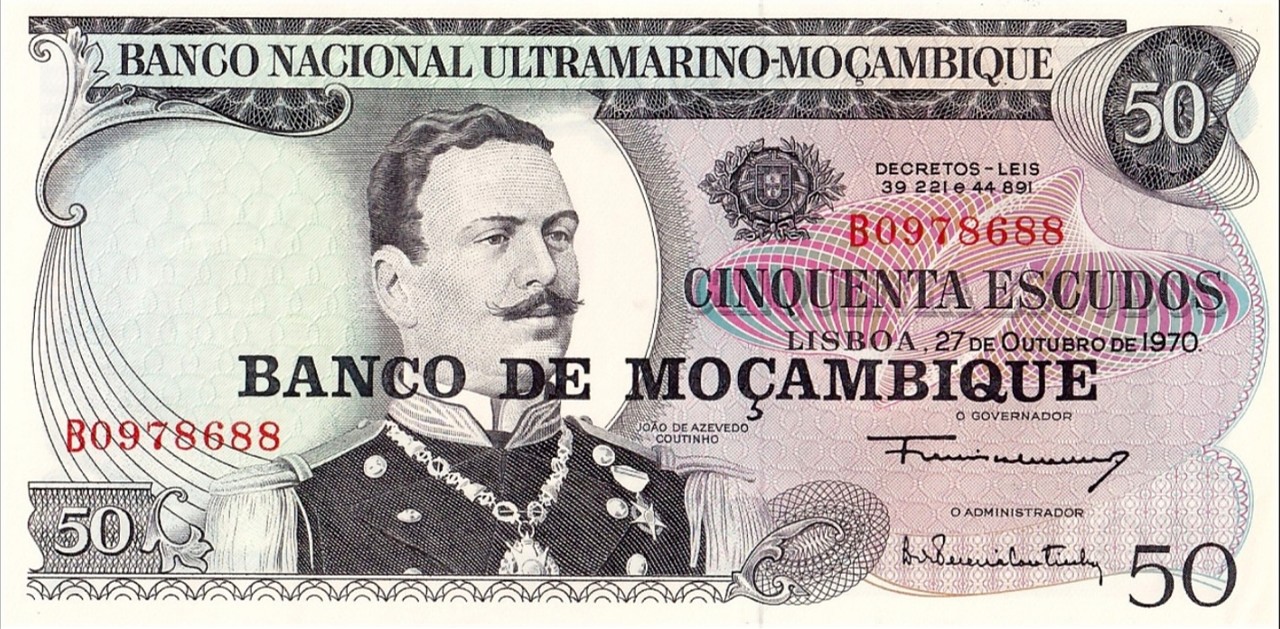 BANCO NACIONAL ULTRAMARINO-MOÇAMBIQUE
50
DECRETOS-LEIS
39 221 e 44 891
B0978688
CINQUENTA ESCUDOS
LISBOA, 27 DE OUTUBRO DE 1970.
BANCO DE MOÇAMBIQUE
O GOVERNADOR
B0978688
JOÃO DE AZEVEDO
COUTINHO
O ADMINISTRADOR
50
50